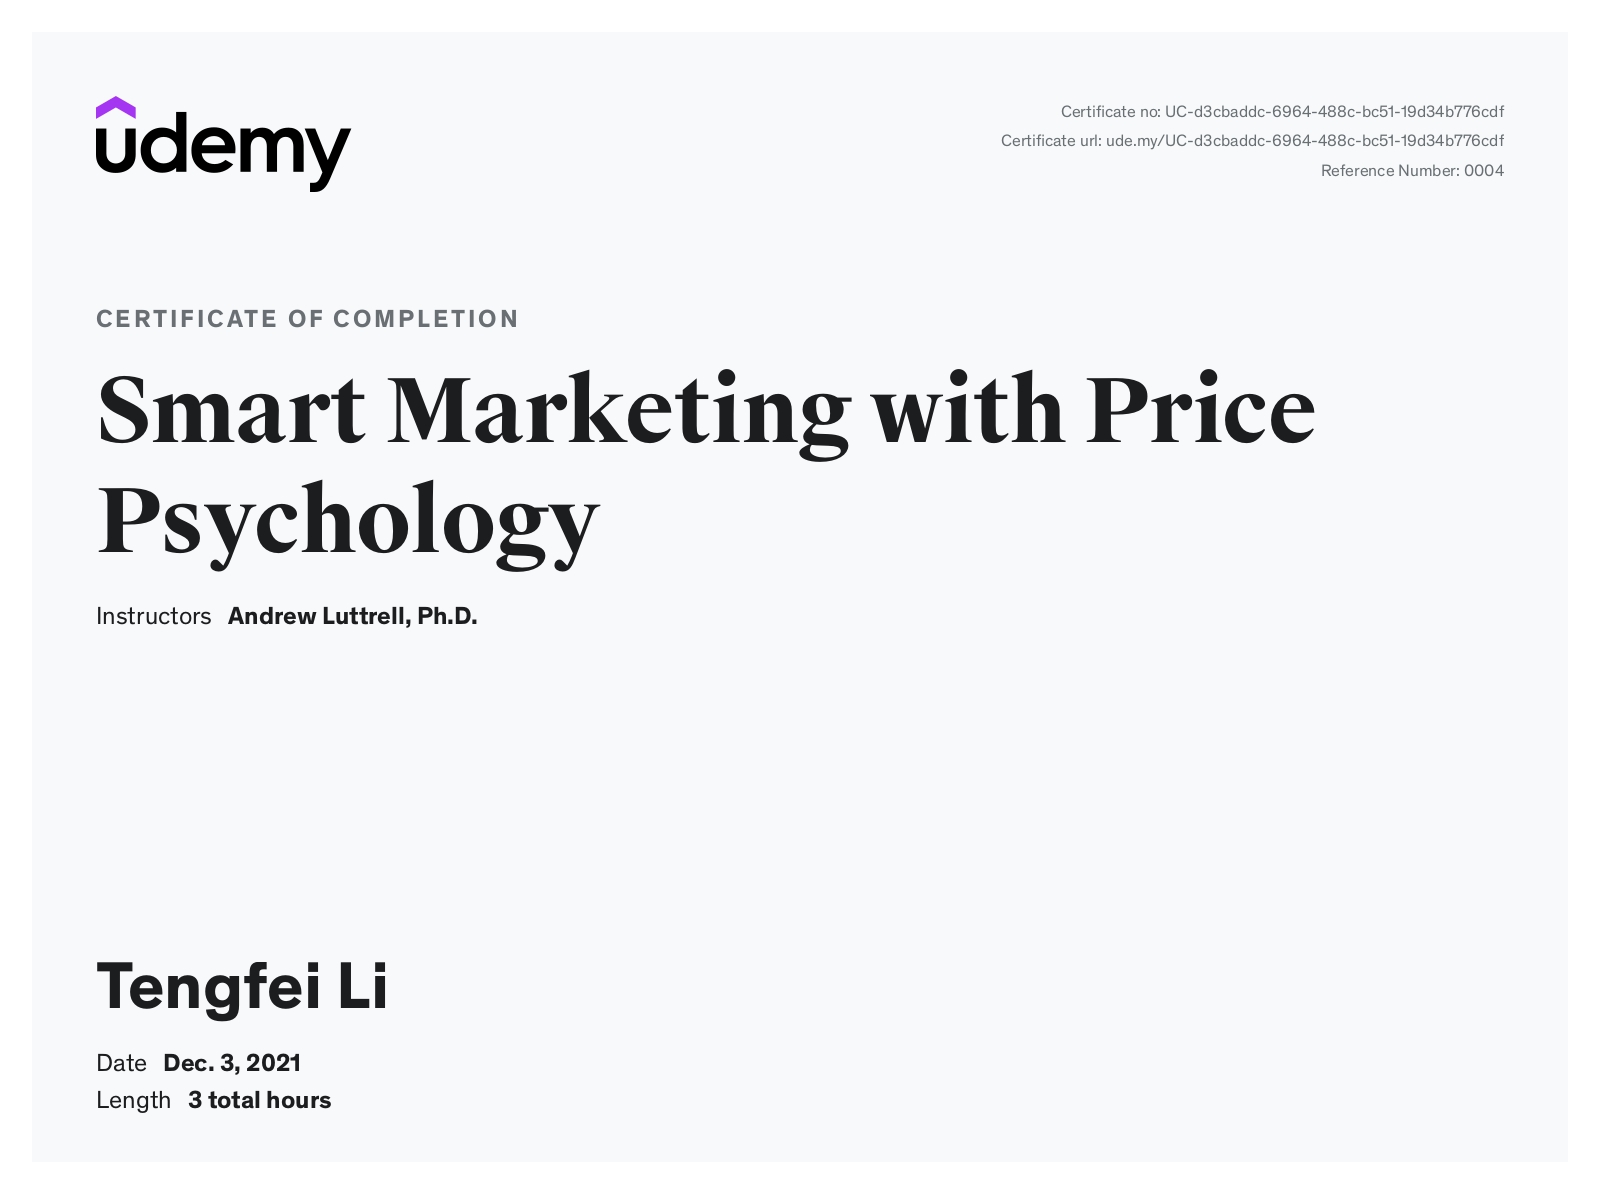 udemy
Certificate no: UC-d3cbaddc-6964-488c-bc51-19d34b776cdf
Certificate url: ude.my/UC-d3cbaddc-6964-488c-bc51-19d34b776cdf
Reference Number: 0004
CERTIFICATE OF COMPLETION
Smart Marketing with Price
Psychology
Instructors Andrew Luttrell, Ph.D.
Tengfei Li
Date Dec. 3, 2021
Length 3 total hours